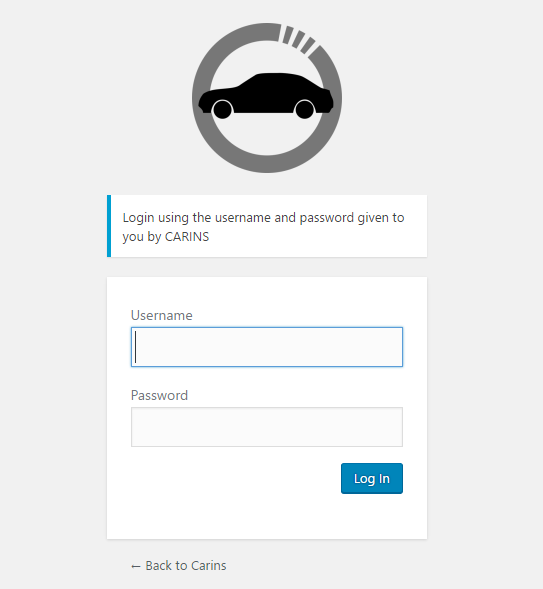 Login using the username and password given to
you by CARINS
Username
Password
Log In
← Back to Carins